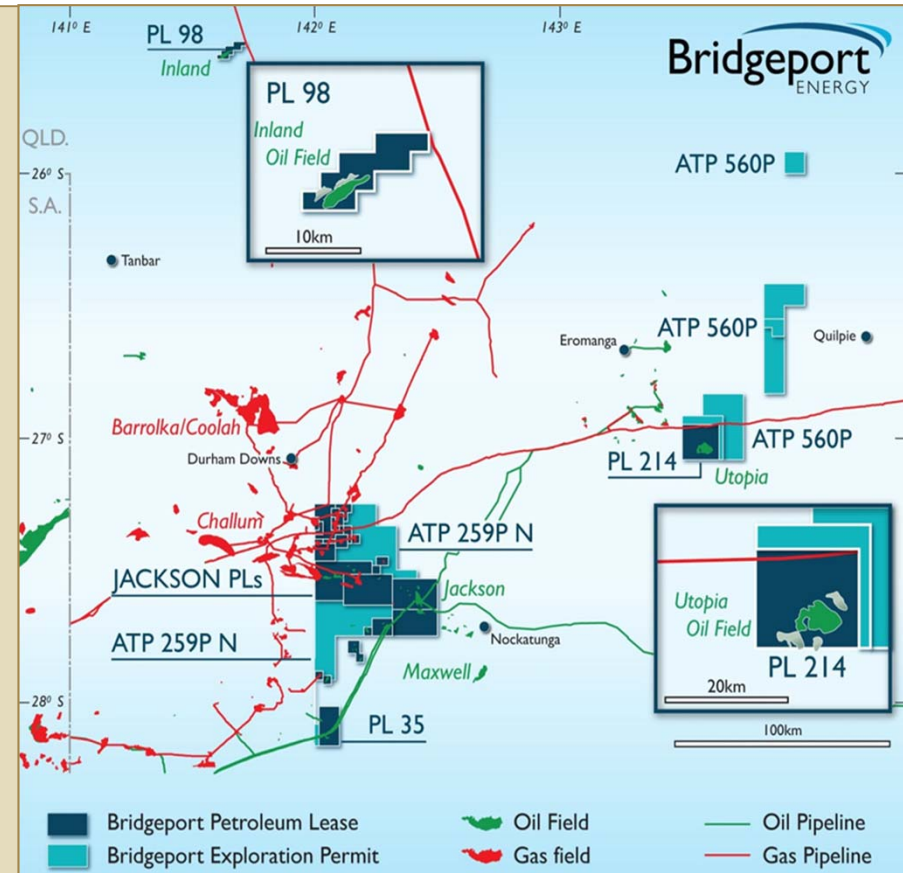 141° E
142° E
143° E
PL 98
Inland
Bridgeport
ENERGY
PL 98
Inland
Oil Field
10km
QLD.
26° S
S.A.
ATP 560P
Tanbar
ATP 560P
Eromanga
Quilpie
Barrolka/Coolah
27° S
Durham Downs
ATP 560P
PL 214
Utopia
Challum
ATP 259P N
JACKSON PLs
Jackson
Utopia
Oil Field
PL 214
20km
ATP 259P N
Nockatunga
Maxwell
28° S
PL 35
100km
Bridgeport Petroleum Lease
Oil Field
Oil Pipeline
Bridgeport Exploration Permit
Gas field
Gas Pipeline